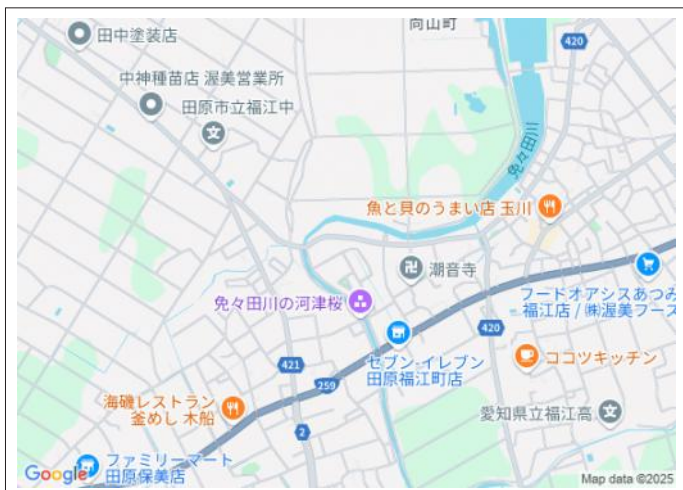 田中塗装店
向山町
420
中神種苗店 渥美営業所
田原市立福江中
文
免々田川
魚と貝のうまい店 玉川
卍
潮音寺
免々田川の河津桜
フードオアシスあつみ
福江店 / ㈱渥美フーズ
420
セブン-イレブン
田原福江町店
ココツキッチン
421
259
海磯レストラン
釜めし 木船
愛知県立福江高
文
2
ファミリーマート
田原保美店
Google
Map data ©2025